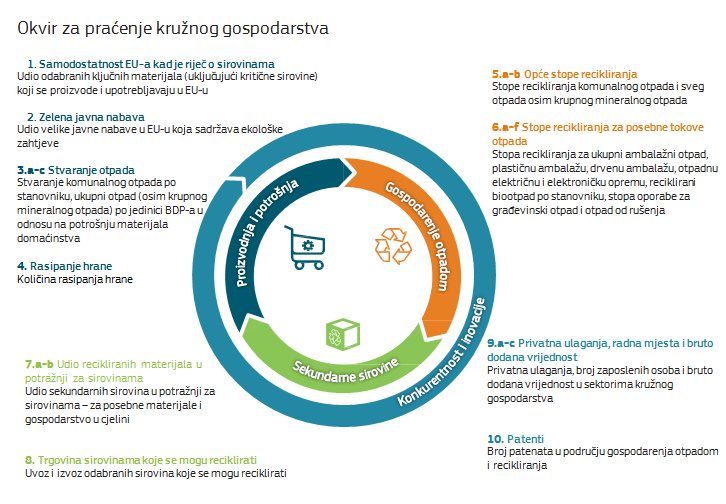 Okvir za praćenje kružnog gospodarstva
1. Samodostatnost EU-a kad je riječ o sirovinama
Udio odabranih ključnih materijala (uključujući kritične sirovine)
koji se proizvode i upotrebljavaju u EU-u
2. Zelena javna nabava
Udio velike javne nabave u EU-u koja sadržava ekološke
zahtjeve
3.a-c Stvaranje otpada
Stvaranje komunalnog otpada po
stanovniku, ukupni otpad (osim krupnog
mineralnog otpada) po jedinici BDP-a u
odnosu na potrošnju materijala
domaćinstva
4. Rasipanje hrane
Količina rasipanja hrane
5.a-b Opće stope recikliranja
Stope recikliranja komunalnog otpada i sveg
otpada osim krupnog mineralnog otpada
6.a-f Stope recikliranja za posebne tokove
otpada
Stopa recikliranja za ukupni ambalažni otpad,
plastičnu ambalažu, drvenu ambalažu, otpadnu
električnu i elektroničku opremu, reciklirani
biootpad po stanovniku, stopa oporabe za
građevinski otpad i otpad od rušenja
Proizvodnja i potrošnja
Gospodarenje otpadom
Sekundarne sirovine
Konkurentnost i inovacije
7.a-b Udio recikliranih materijala u
potražnji za sirovinama
Udio sekundarnih sirovina u potražnji za
sirovinama – za posebne materijale i
gospodarstvo u cjelini
8. Trgovina sirovinama koje se mogu reciklirati
Uvoz i izvoz odabranih sirovina koje se mogu reciklirati
9.a-c Privatna ulaganja, radna mjesta i bruto
dodana vrijednost
Privatna ulaganja, broj zaposlenih osoba i bruto
dodana vrijednost u sektorima kružnog
gospodarstva
10. Patenti
Broj patenata u području gospodarenja otpadom
i recikliranja